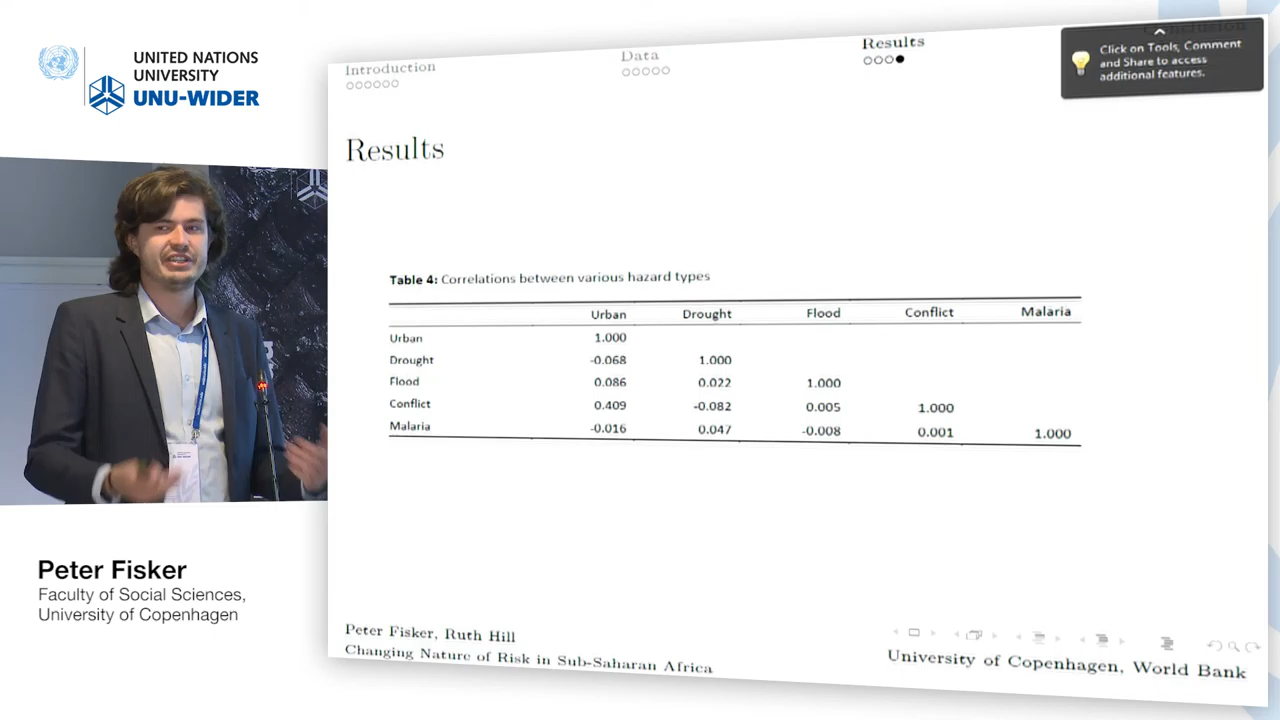 UNITED NATIONS
UNIVERSITY
UNU-WIDER
Introduction
Data
Results
Conclusion
Click on Tools, Comment
and Share to access
additional features.
Results
Table 4: Correlations between various hazard types
Urban Drought Flood Conflict Malaria
Urban 1.000
Drought -0.068 1.000
Flood 0.086 0.022 1.000
Conflict 0.409 -0.082 0.005 1.000
Malaria -0.016 0.047 -0.008 0.001 1.000
Peter Fisker
Faculty of Social Sciences,
University of Copenhagen
Peter Fisker, Ruth Hill
Changing Nature of Risk in Sub-Saharan Africa
University of Copenhagen, World Bank